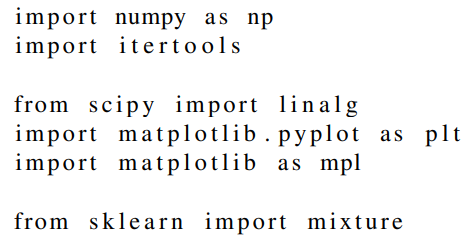 import numpy as np
import itertools
from scipy import linalg
import matplotlib.pyplot as plt
import matplotlib as mpl
from sklearn import mixture